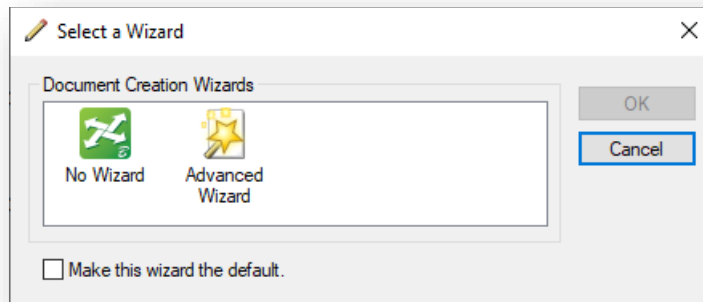 Select a Wizard
Document Creation Wizards
No Wizard
Advanced
Wizard
OK
Cancel
Make this wizard the default.